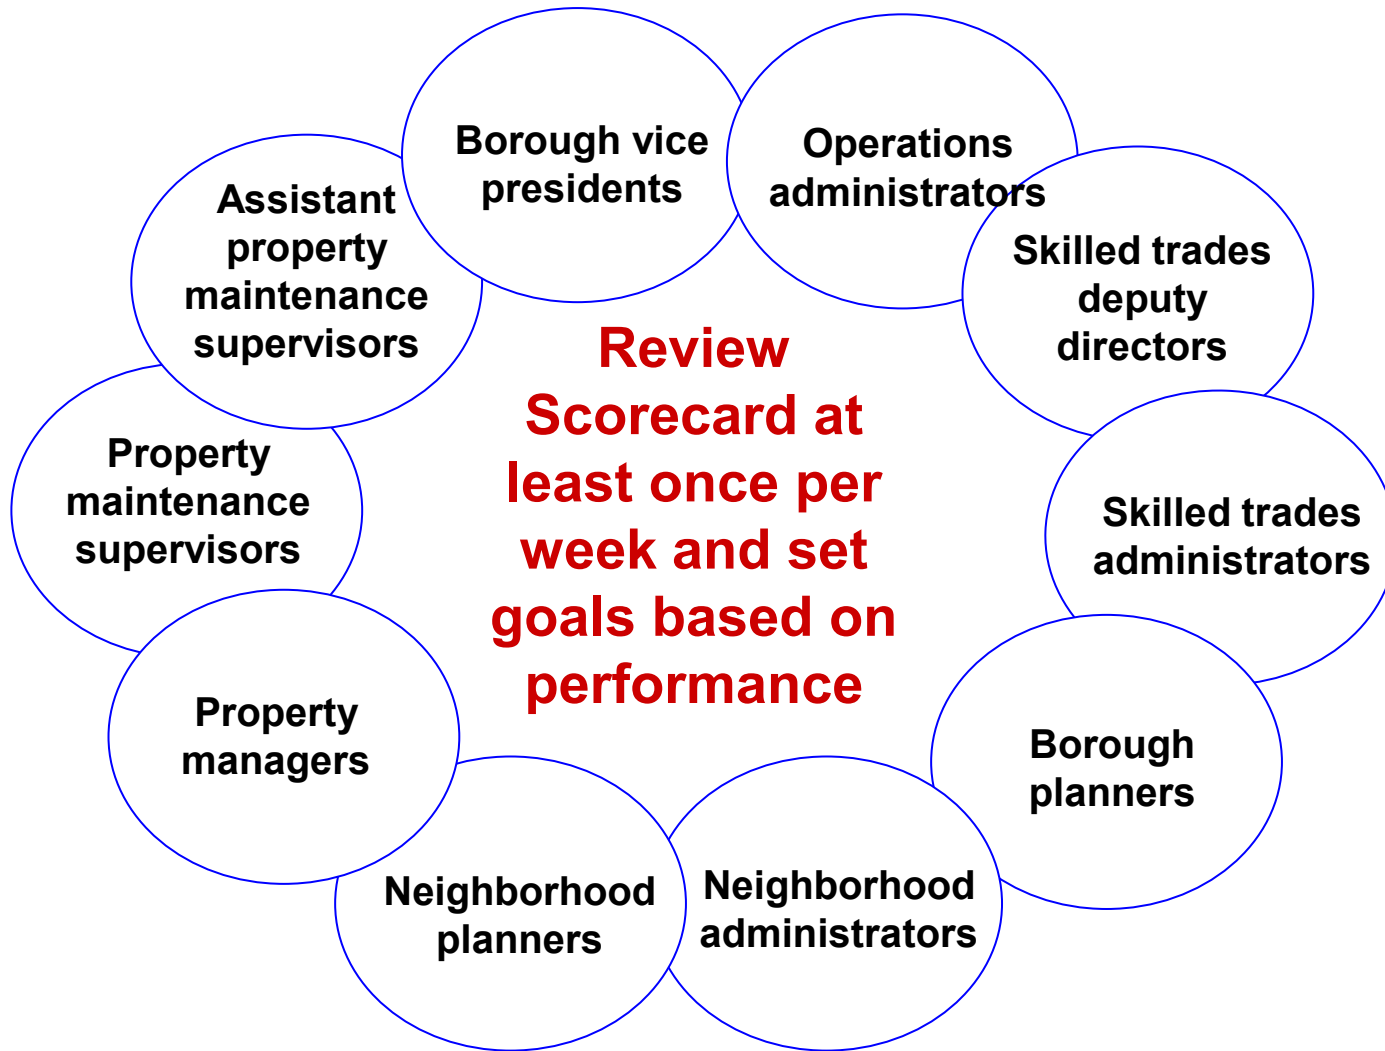 Borough vice
presidents
Operations
administrators
Skilled trades
deputy
directors
Skilled trades
administrators
Borough
planners
Neighborhood
administrators
Neighborhood
planners
Property
managers
Property
maintenance
supervisors
Assistant
property
maintenance
supervisors
Review
Scorecard at
least once per
week and set
goals based on
performance